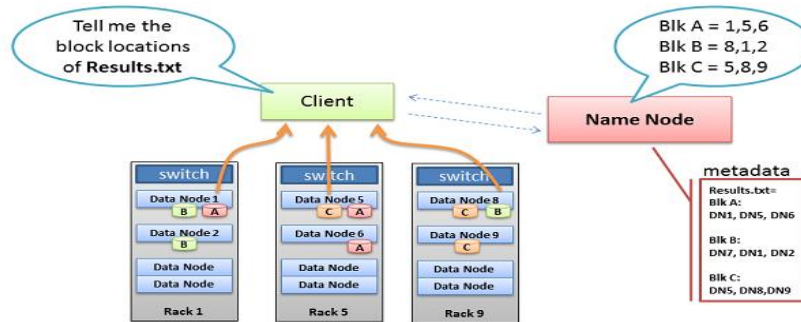 Tell me the
block locations
of Results.txt
Blk A = 1,5,6
Blk B = 8,1,2
Blk C = 5,8,9
Client
Name Node
switch
Data Node 1
B A
Data Node 2
B
Data Node
Data Node
Rack 1
switch
Data Node 5
C A
Data Node 6
A
Data Node
Data Node
Rack 5
switch
Data Node 8
C B
Data Node 9
C
Data Node
Data Node
Rack 9
metadata
Results.txt=
Blk A:
DN1, DN5, DN6
Blk B:
DN7, DN1, DN2
Blk C:
DN5, DN8,DN9